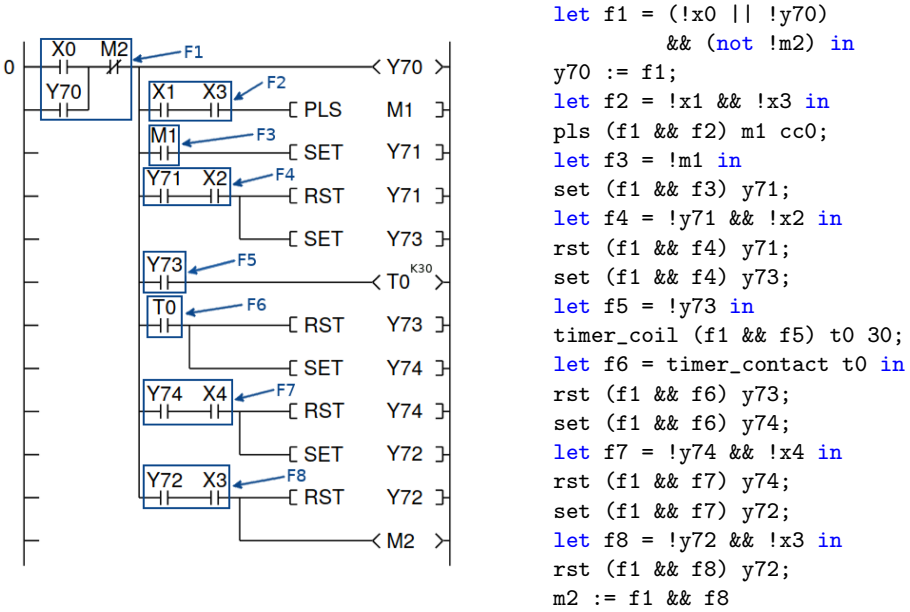 let f1 = (!x0 || !y70)
&& (not !m2) in
y70 := f1;
let f2 = !x1 && !x3 in
pls (f1 && f2) m1 cc0;
let f3 = !m1 in
set (f1 && f3) y71;
let f4 = !y71 && !x2 in
rst (f1 && f4) y71;
set (f1 && f4) y73;
let f5 = !y73 in
timer_coil (f1 && f5) t0 30;
let f6 = timer_contact t0 in
rst (f1 && f6) y73;
set (f1 && f6) y74;
let f7 = !y74 && !x4 in
rst (f1 && f7) y74;
set (f1 && f7) y72;
let f8 = !y72 && !x3 in
rst (f1 && f8) y72;
m2 := f1 && f8
X0 M2 F1
0 Y70
Y70
X1 X3 F2
PLS M1
M1 F3
SET Y71
Y71 X2 F4
RST Y71
SET Y73
Y73 F5
T0 K30
T0 F6
RST Y73
SET Y74
Y74 X4 F7
RST Y74
SET Y72
Y72 X3 F8
RST Y72
M2